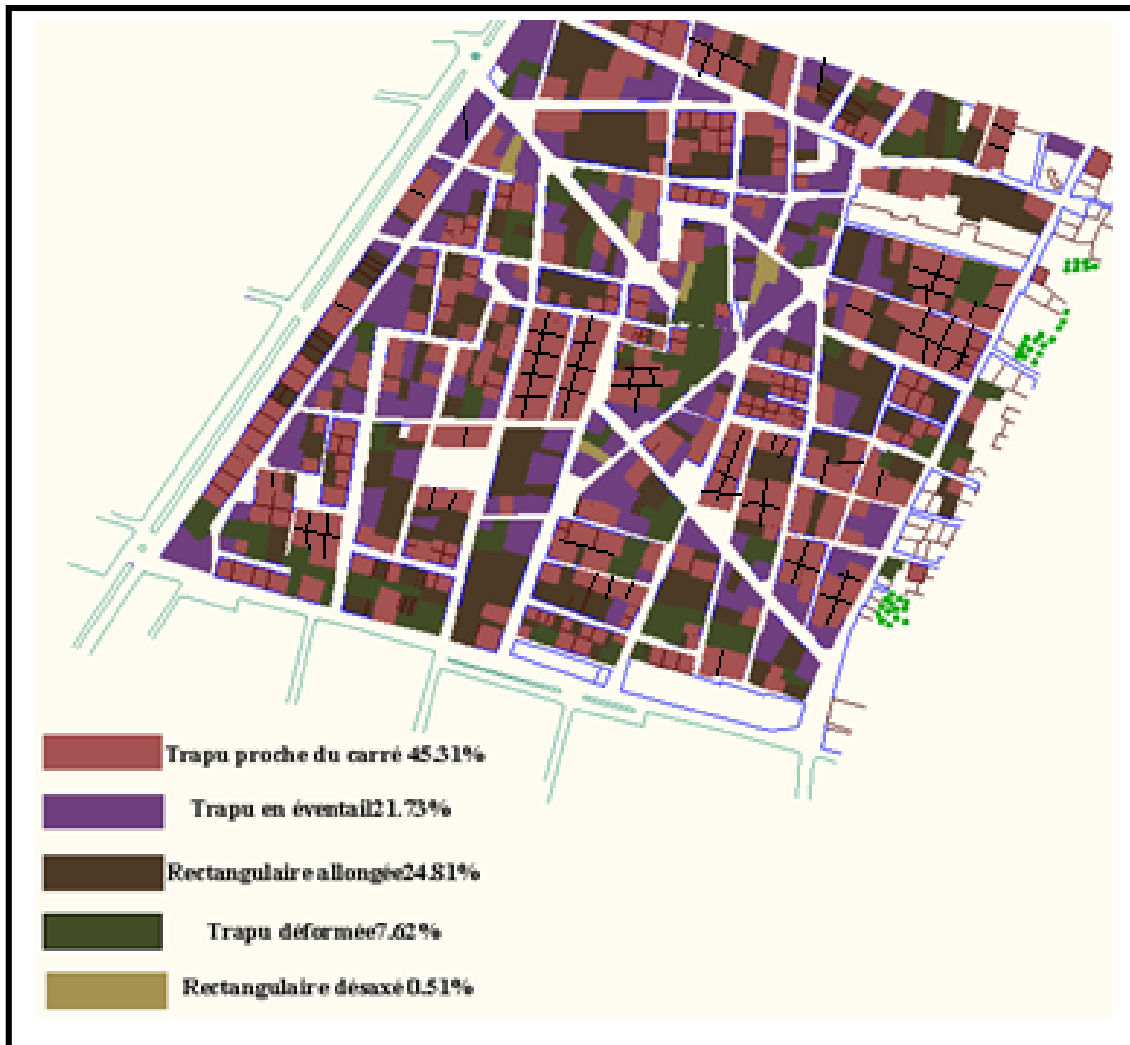 Trapu proche du carré 45.31%
Trapu en éventail21.73%
Rectangulaire allongée24.81%
Trapu déformée7.62%
Rectangulaire désaxé 0.51%